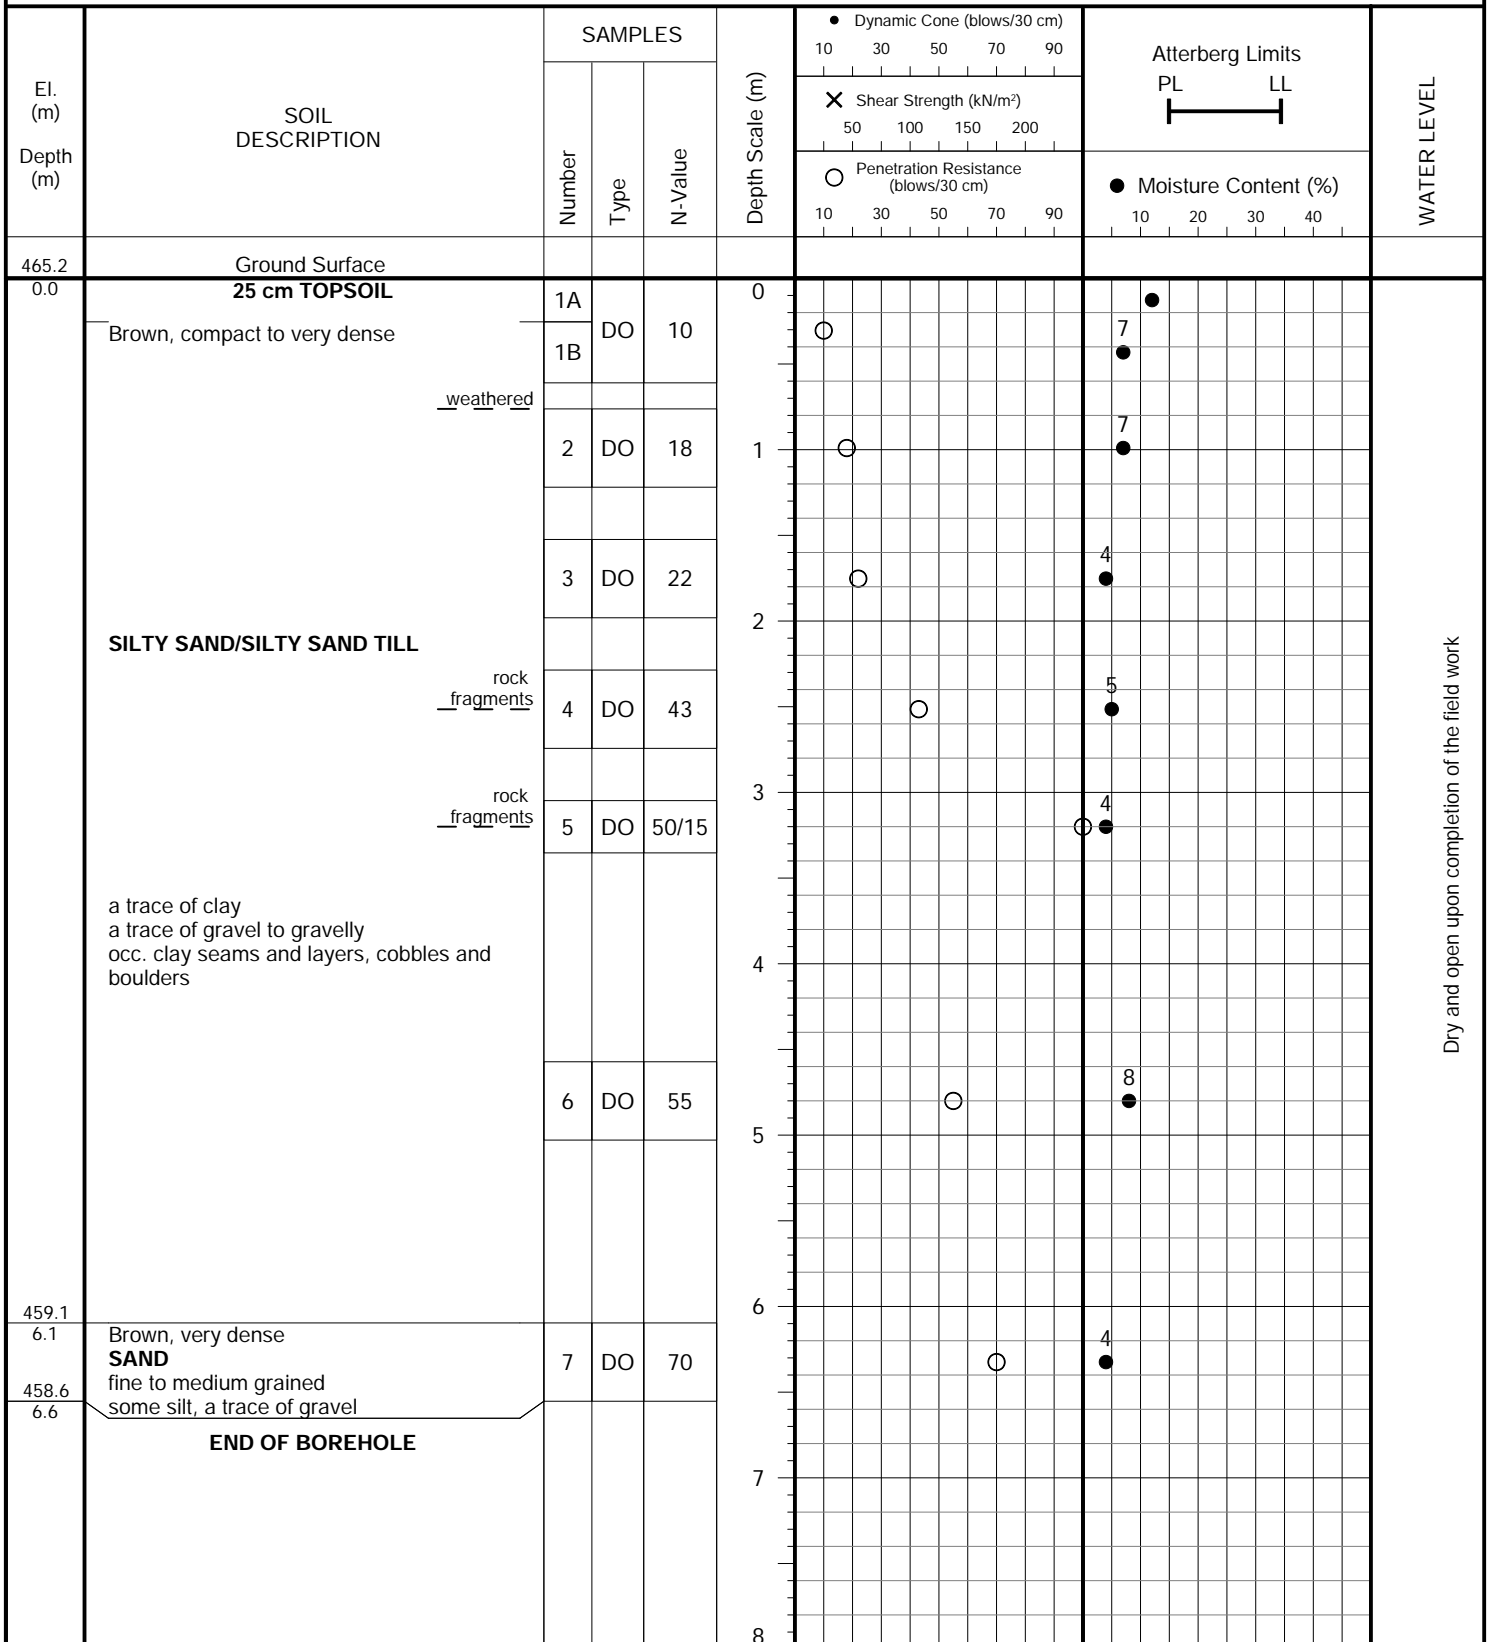 El.
(m)
Depth
(m)
SOIL
DESCRIPTION
SAMPLES
Number
Type
N-Value
Depth Scale (m)
● Dynamic Cone (blows/30 cm)
10 30 50 70 90
✕ Shear Strength (kN/m²)
50 100 150 200
○ Penetration Resistance
(blows/30 cm)
10 30 50 70 90
Atterberg Limits
PL LL
● Moisture Content (%)
10 20 30 40
WATER LEVEL
465.2 Ground Surface
0.0 25 cm TOPSOIL 1A 0
DO 10
Brown, compact to very dense 7
1B
weathered
7
2 DO 18 1
4
3 DO 22
2
SILTY SAND/SILTY SAND TILL
rock
fragments
5
4 DO 43
3
rock
fragments
4
5 DO 50/15
a trace of clay
a trace of gravel to gravelly
occ. clay seams and layers, cobbles and
boulders
4
8
6 DO 55
5
Dry and open upon completion of the field work
6
459.1
6.1 Brown, very dense 4
SAND
7 DO 70
fine to medium grained
458.6
6.6 some silt, a trace of gravel
END OF BOREHOLE
7
8